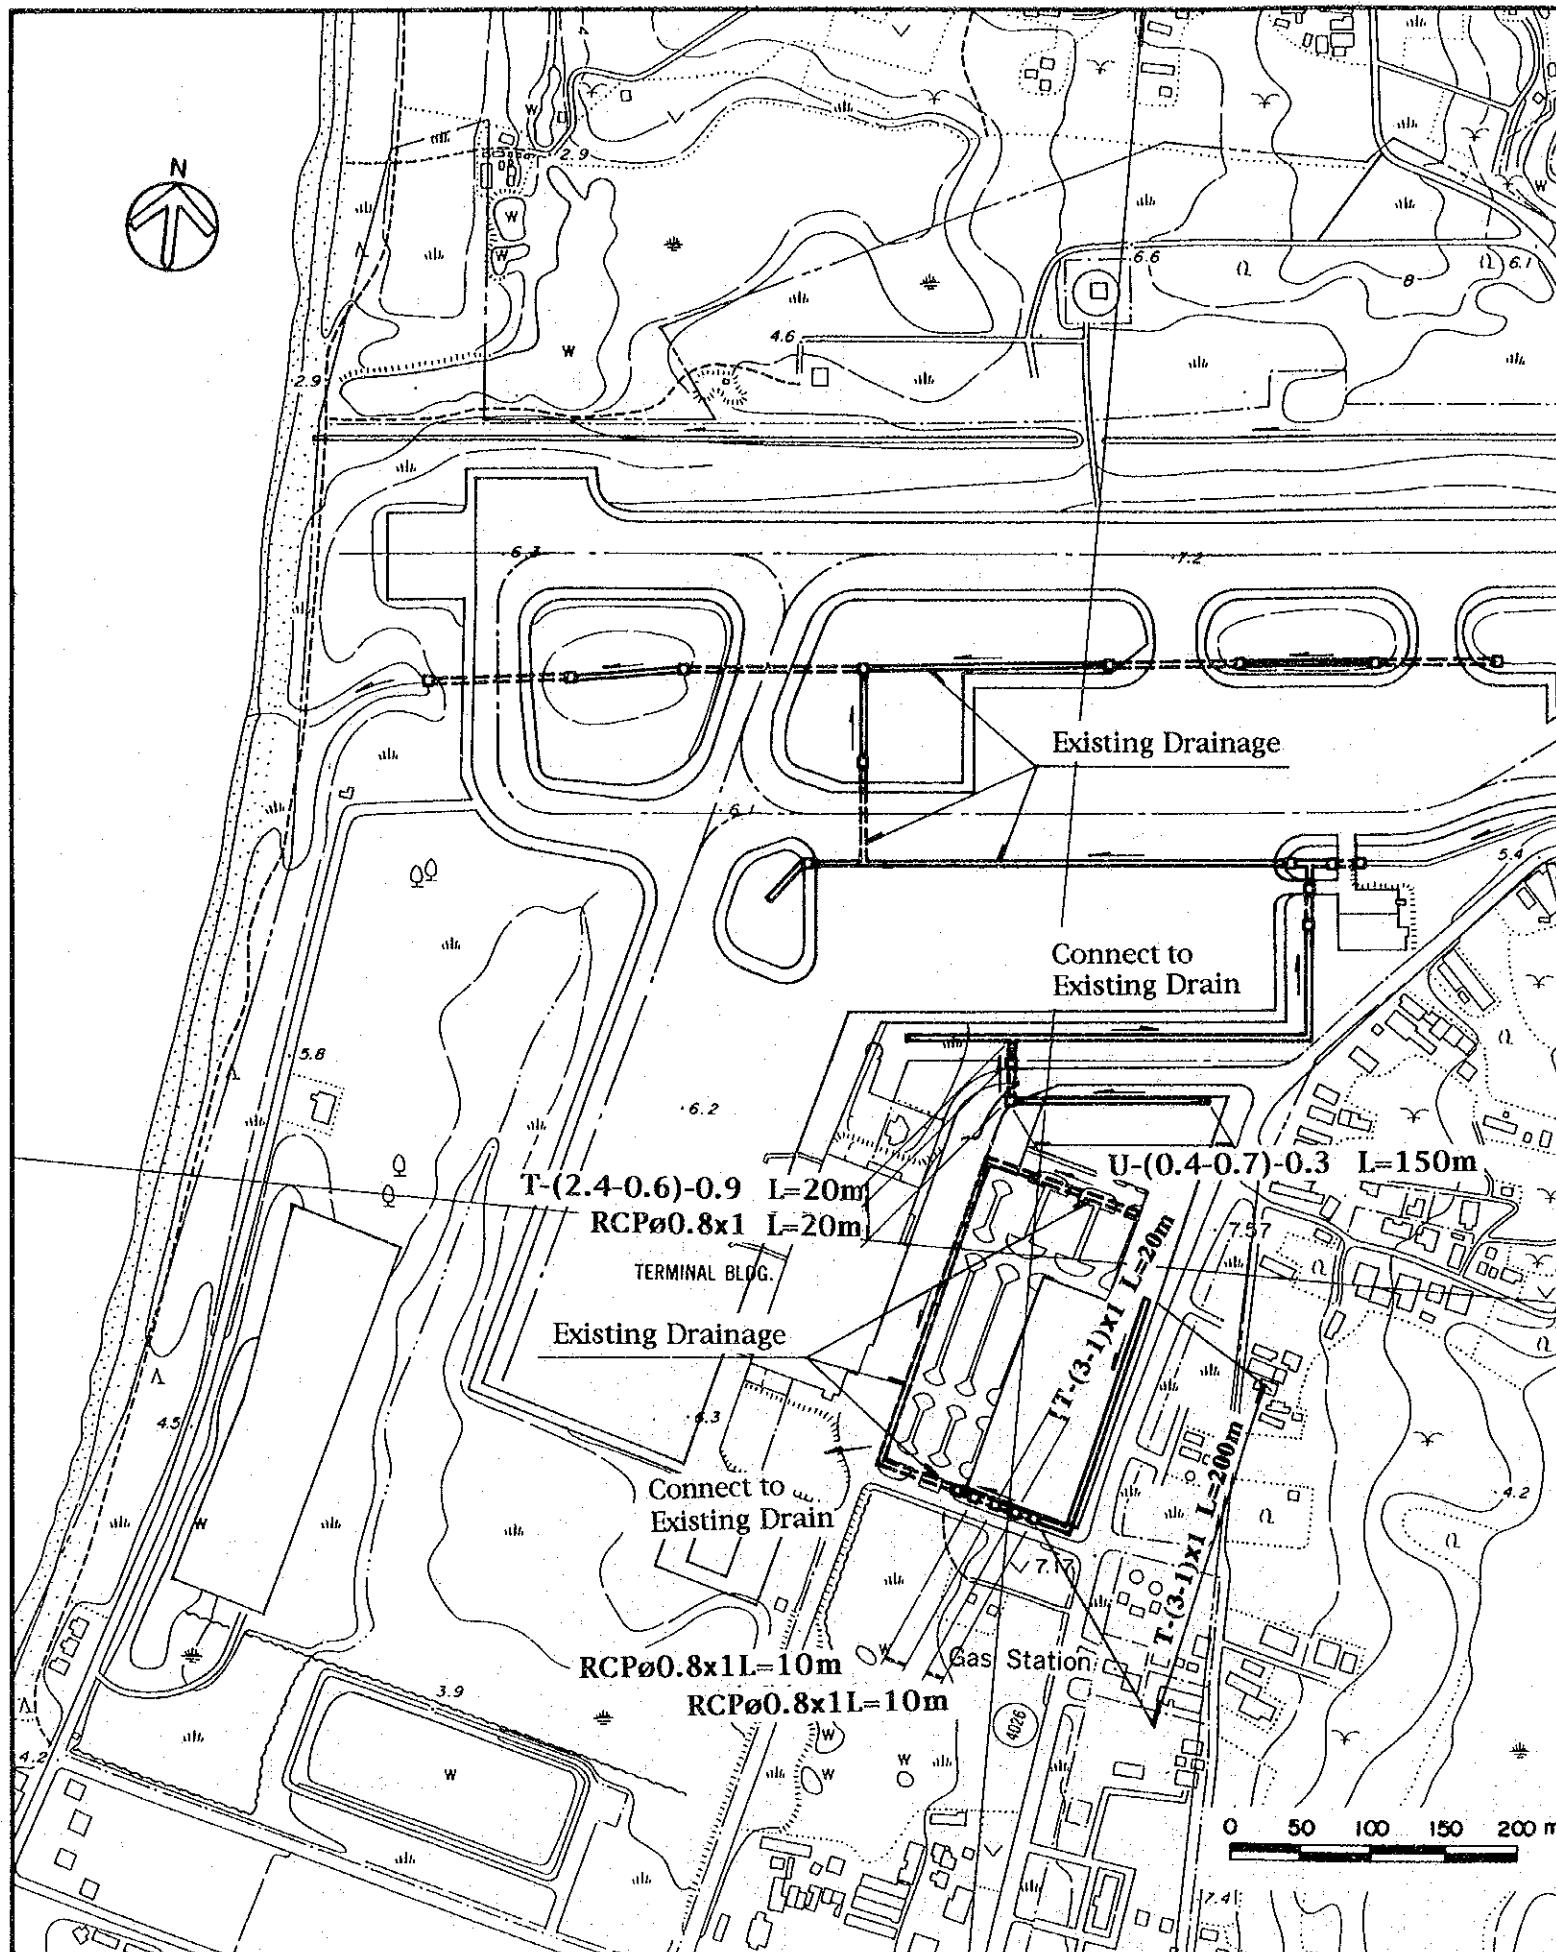 N
2.9
6.6
6.1
8
4.6
2.9
6.3
7.2
Existing Drainage
6.1
5.4
Connect to
Existing Drain
5.8
6.2
U-(0.4-0.7)-0.3 L=150m
T-(2.4-0.6)-0.9 L=20m
RCPø0.8x1 L=20m
7.57
TERMINAL BLDG.
T-(3-1)x1 L=20m
Existing Drainage
4.5
6.3
T-(3-1)x1 L=200m
Connect to
Existing Drain
4.2
7.17
RCPø0.8x1L=10m
Gas Station
RCPø0.8x1L=10m
3.9
4026
4.2
0 50 100 150 200 m
7.4